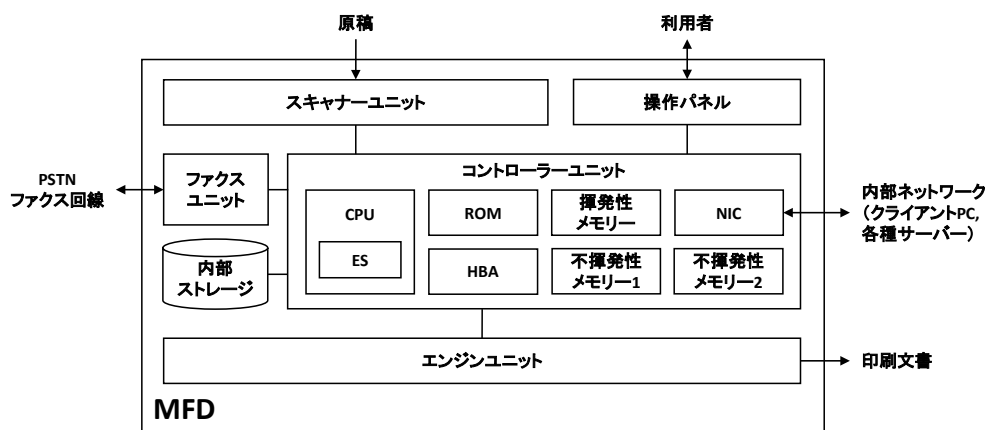 原稿
利用者
スキャナーユニット
操作パネル
コントローラーユニット
PSTN
ファクス回線
ファクス
ユニット
CPU
ES
ROM
揮発性
メモリー
NIC
内部ネットワーク
（クライアントPC,
各種サーバー）
内部
ストレージ
HBA
不揮発性
メモリー1
不揮発性
メモリー2
エンジンユニット
印刷文書
MFD